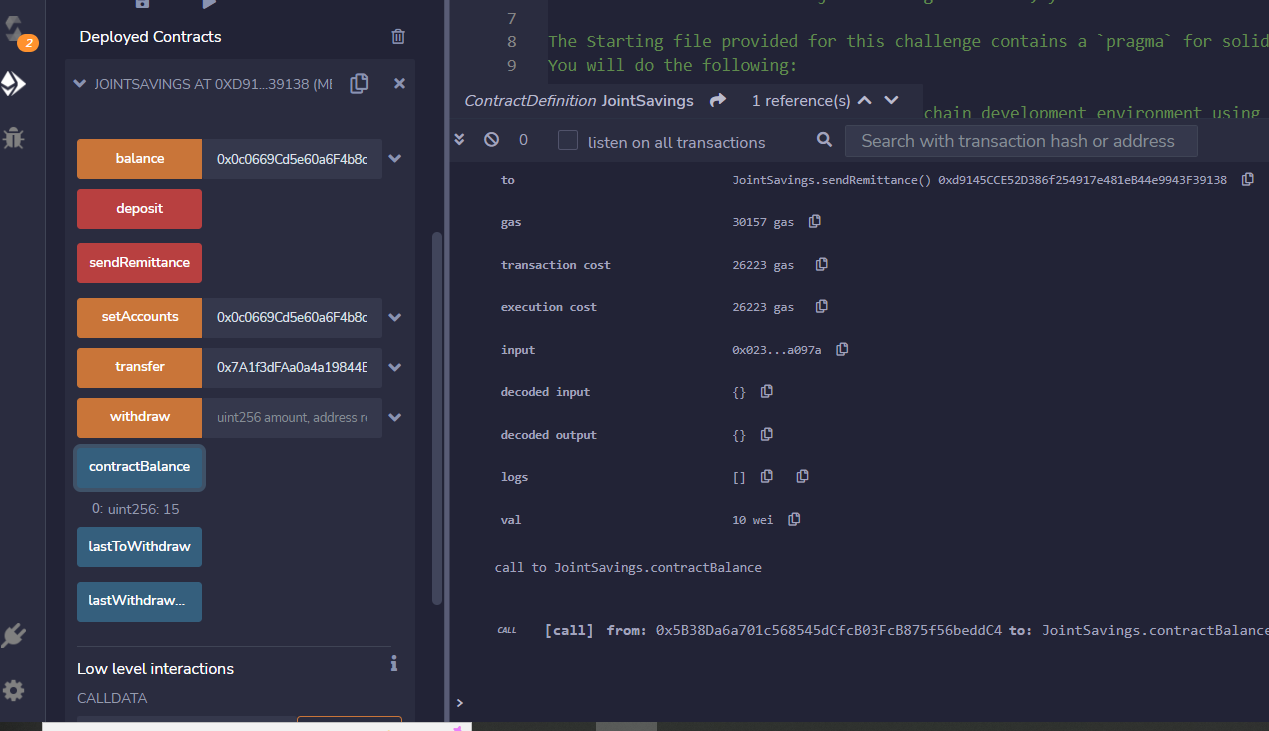 2
Deployed Contracts
JOINTSAVINGS AT 0XD91...39138 (ME
balance 0x0c0669Cd5e60a6F4b8c
deposit
sendRemittance
setAccounts 0x0c0669Cd5e60a6F4b8c
transfer 0x7A1f3dFAa0a4a19844E
withdraw uint256 amount, address re
contractBalance
0: uint256: 15
lastToWithdraw
lastWithdraw...
Low level interactions
i
CALLDATA
7
8 The Starting file provided for this challenge contains a `pragma` for solid
9 You will do the following:
ContractDefinition JointSavings 1 reference(s)
chain development environment using
0 listen on all transactions Search with transaction hash or address
to JointSavings.sendRemittance() 0xd9145CCE52D386f254917e481eB44e9943F39138
gas 30157 gas
transaction cost 26223 gas
execution cost 26223 gas
input 0x023...a097a
decoded input {}
decoded output {}
logs []
val 10 wei
call to JointSavings.contractBalance
CALL [call] from: 0x5B38Da6a701c568545dCfcB03FcB875f56beddC4 to: JointSavings.contractBalance
>